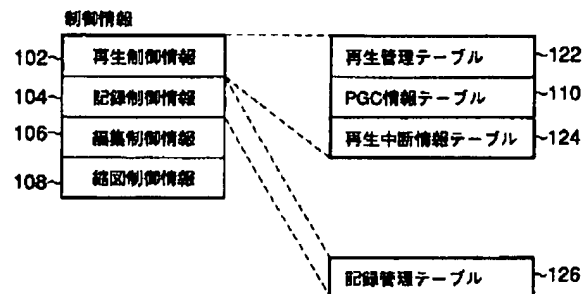 制御情報
102 再生制御情報
104 記録制御情報
106 編集制御情報
108 縮図制御情報
再生管理テーブル 122
PGC情報テーブル 110
再生中断情報テーブル 124
記録管理テーブル 126